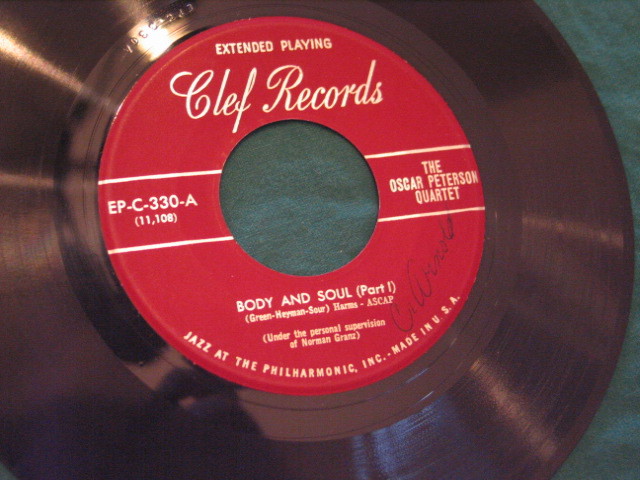 EXTENDED PLAYING
Clef Records
EP-C-330-A
(11,108)
THE
OSCAR PETERSON
QUARTET
BODY AND SOUL (Part I)
(Green-Heyman-Sour) Harms - ASCAP
(Under the personal supervision
of Norman Granz)
JAZZ AT THE PHILHARMONIC, INC. - MADE IN U.S.A.